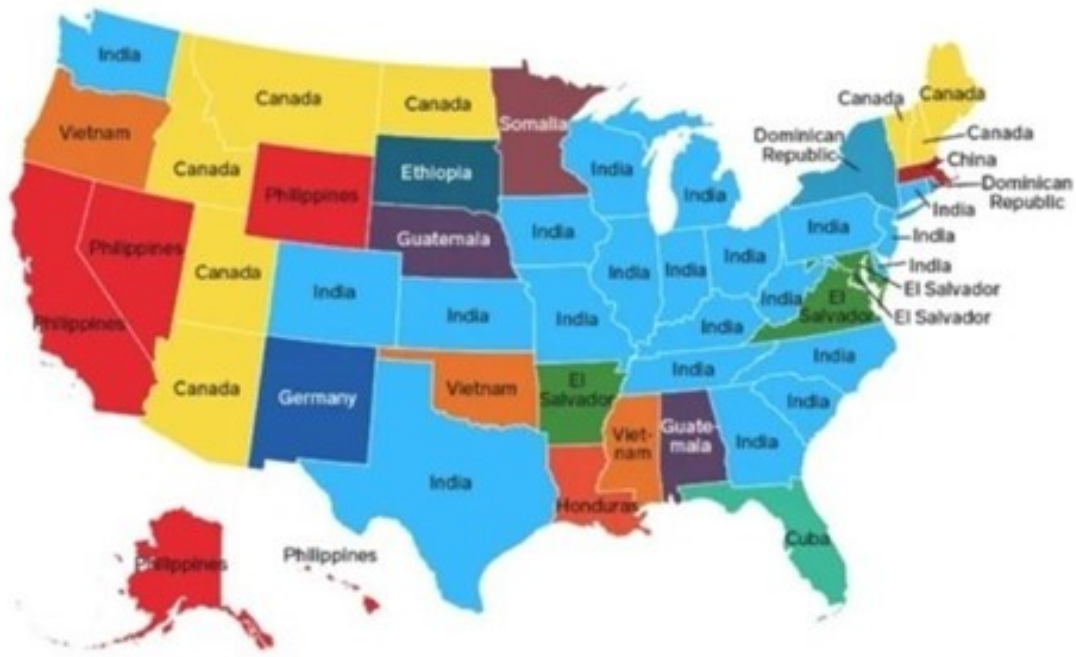 India
Canada
Canada
Somalia
Canada
Canada
Vietnam
Canada
Dominican
Republic
China
Canada
Philippines
Ethiopia
India
India
Dominican
Republic
India
Philippines
Guatemala
India
India
India
India
Canada
India
India
India
India
India
El Salvador
Philippines
India
India
India
El
Salvador
El Salvador
India
India
India
Canada
Germany
Vietnam
El
Salvador
India
India
Viet-
nam
Guate-
mala
India
India
Honduras
Cuba
Philippines
Philippines